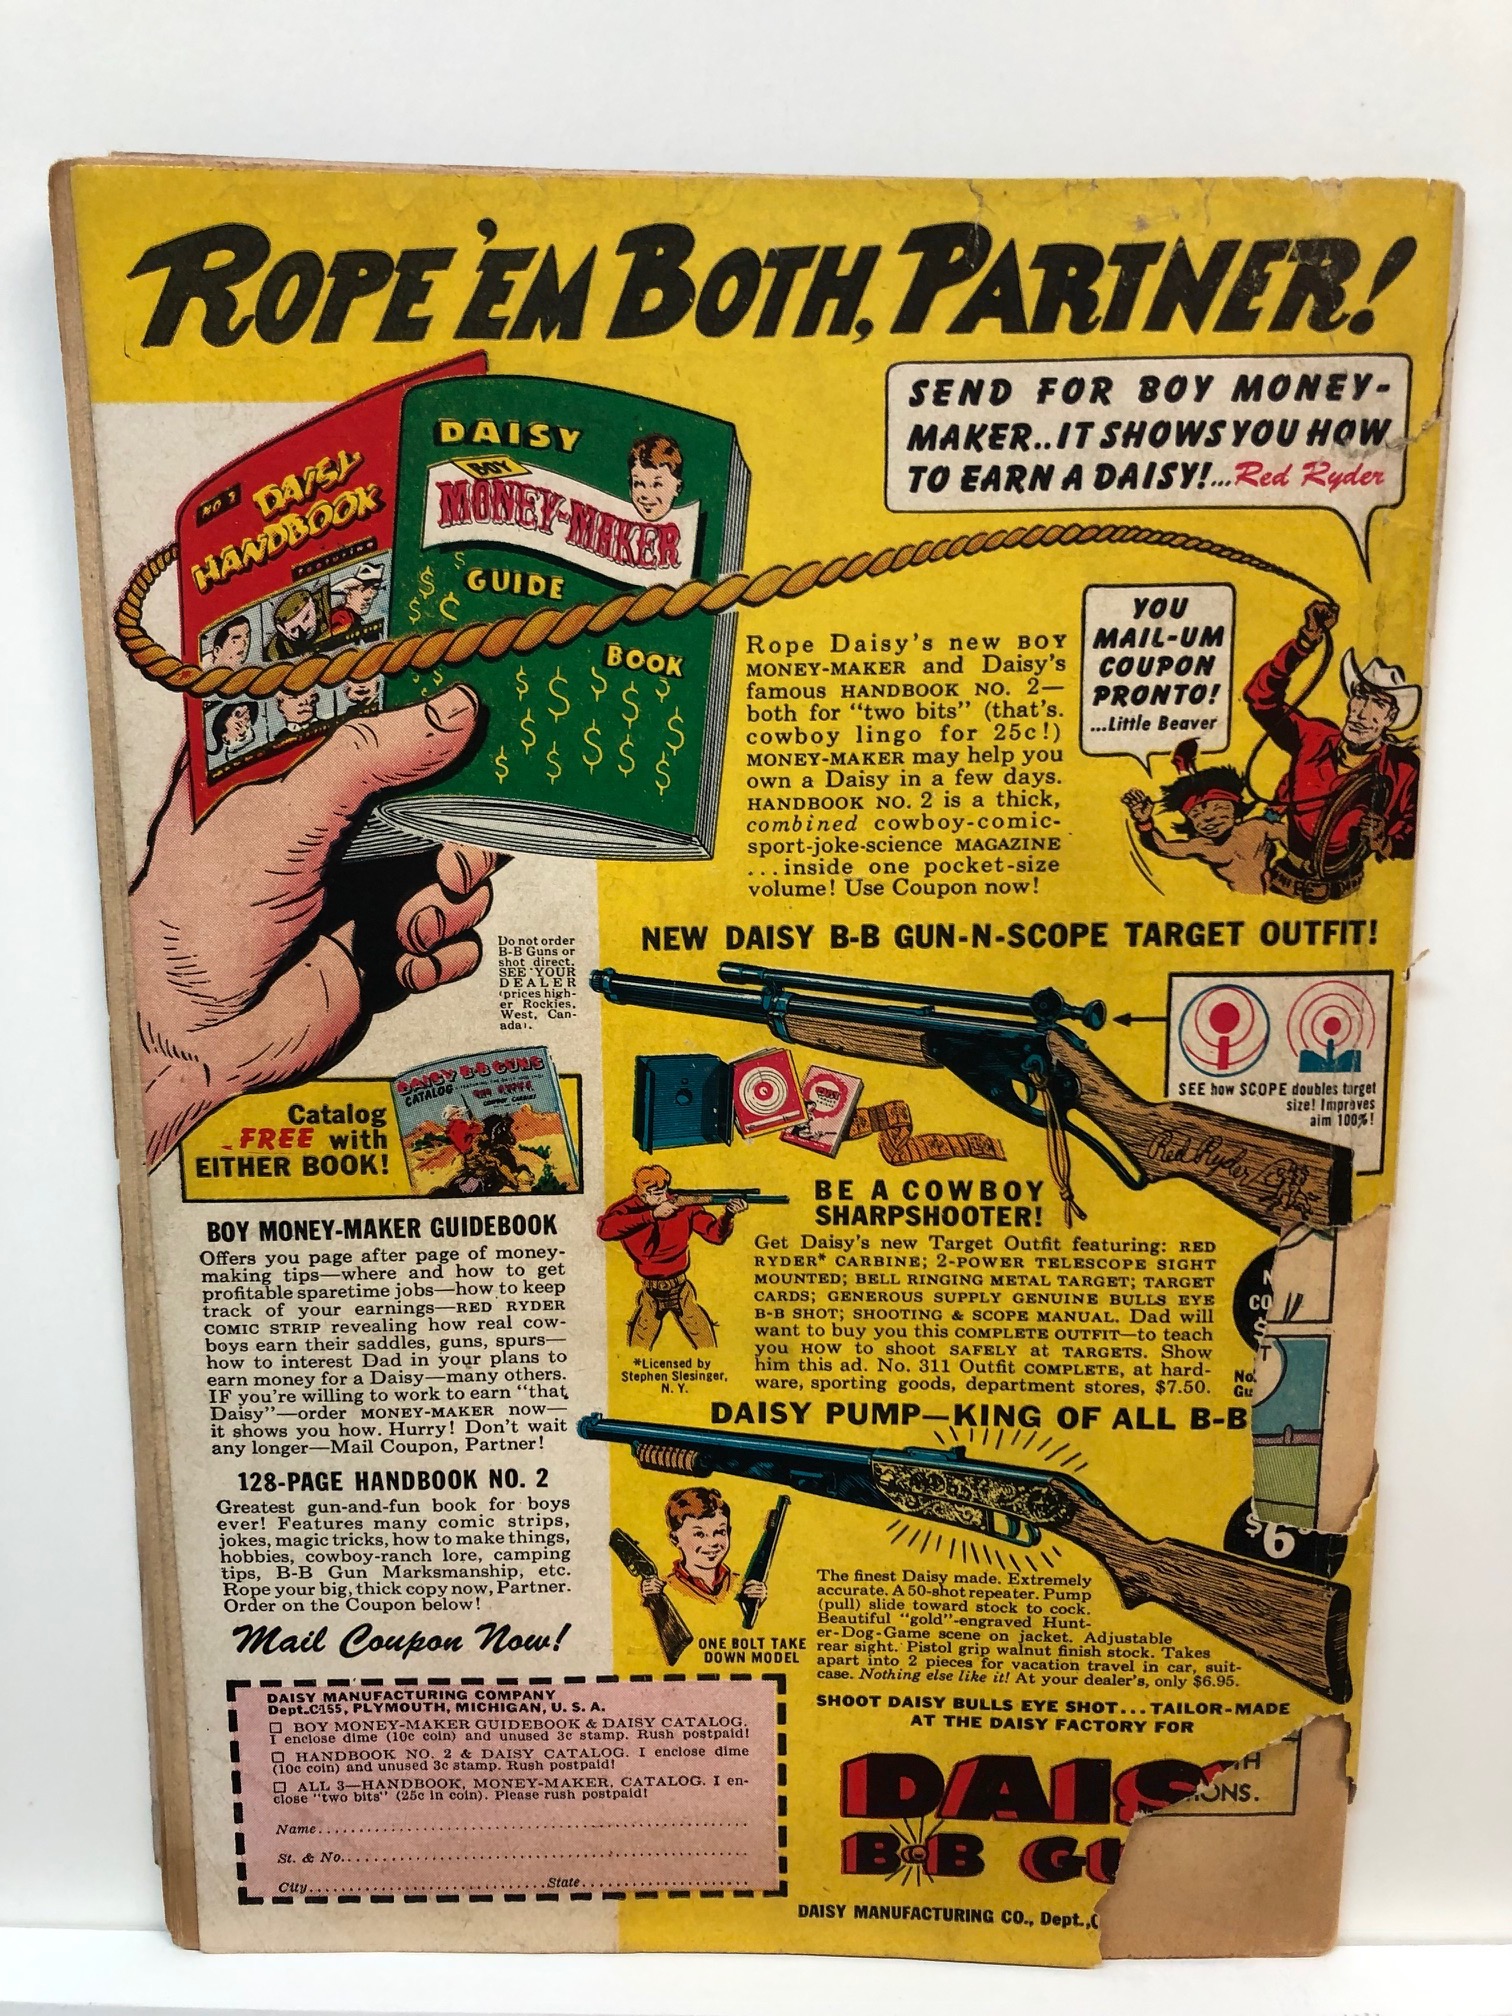 ROPE 'EM BOTH, PARTNER!
SEND FOR BOY MONEY-
MAKER..IT SHOWS YOU HOW
TO EARN A DAISY!...Red Ryder
NO 2 DAISY
HANDBOOK
FEATURING
DAISY
BOY
MONEY-MAKER
GUIDE
BOOK
YOU
MAIL-UM
COUPON
PRONTO!
...Little Beaver
Rope Daisy's new BOY
MONEY-MAKER and Daisy's
famous HANDBOOK NO. 2—
both for "two bits" (that's.
cowboy lingo for 25c!)
MONEY-MAKER may help you
own a Daisy in a few days.
HANDBOOK NO. 2 is a thick,
combined cowboy-comic-
sport-joke-science MAGAZINE
...inside one pocket-size
volume! Use Coupon now!
Do not order
B-B Guns or
shot direct.
SEE YOUR
DEALER
(prices high-
er Rockies,
West, Can-
ada).
NEW DAISY B-B GUN-N-SCOPE TARGET OUTFIT!
SEE how SCOPE doubles target
size! Improves
aim 100%!
Red Ryder
Catalog
FREE with
EITHER BOOK!
DAISY B-B GUNS
CATALOG
BOY MONEY-MAKER GUIDEBOOK
Offers you page after page of money-
making tips—where and how to get
profitable sparetime jobs—how to keep
track of your earnings—RED RYDER
COMIC STRIP revealing how real cow-
boys earn their saddles, guns, spurs—
how to interest Dad in your plans to
earn money for a Daisy—many others.
IF you're willing to work to earn "that
Daisy"—order MONEY-MAKER now—
it shows you how. Hurry! Don't wait
any longer—Mail Coupon, Partner!
128-PAGE HANDBOOK NO. 2
Greatest gun-and-fun book for boys
ever! Features many comic strips,
jokes, magic tricks, how to make things,
hobbies, cowboy-ranch lore, camping
tips, B-B Gun Marksmanship, etc.
Rope your big, thick copy now, Partner.
Order on the Coupon below!
Mail Coupon Now!
BE A COWBOY
SHARPSHOOTER!
Get Daisy's new Target Outfit featuring: RED
RYDER* CARBINE; 2-POWER TELESCOPE SIGHT
MOUNTED; BELL RINGING METAL TARGET; TARGET
CARDS; GENEROUS SUPPLY GENUINE BULLS EYE
B-B SHOT; SHOOTING & SCOPE MANUAL. Dad will
want to buy you this COMPLETE OUTFIT—to teach
you HOW to shoot SAFELY at TARGETS. Show
him this ad. No. 311 Outfit COMPLETE, at hard-
ware, sporting goods, department stores, $7.50.
*Licensed by
Stephen Slesinger,
N. Y.
N
CO
S
T
No.
Gu
DAISY PUMP—KING OF ALL B-B
$6
ONE BOLT TAKE
DOWN MODEL
The finest Daisy made. Extremely
accurate. A 50-shot repeater. Pump
(pull) slide toward stock to cock.
Beautiful "gold"-engraved Hunt-
er-Dog-Game scene on jacket. Adjustable
rear sight. Pistol grip walnut finish stock. Takes
apart into 2 pieces for vacation travel in car, suit-
case. Nothing else like it! At your dealer's, only $6.95.
SHOOT DAISY BULLS EYE SHOT...TAILOR-MADE
AT THE DAISY FACTORY FOR
DAIS
B•B GU
TH
IONS.
DAISY MANUFACTURING CO., Dept.
DAISY MANUFACTURING COMPANY
Dept. C155, PLYMOUTH, MICHIGAN, U. S. A.
☐ BOY MONEY-MAKER GUIDEBOOK & DAISY CATALOG.
I enclose dime (10c coin) and unused 3c stamp. Rush postpaid!
☐ HANDBOOK NO. 2 & DAISY CATALOG. I enclose dime
(10c coin) and unused 3c stamp. Rush postpaid!
☐ ALL 3—HANDBOOK, MONEY-MAKER, CATALOG. I en-
close "two bits" (25c in coin). Please rush postpaid!
Name
St. & No.
City State